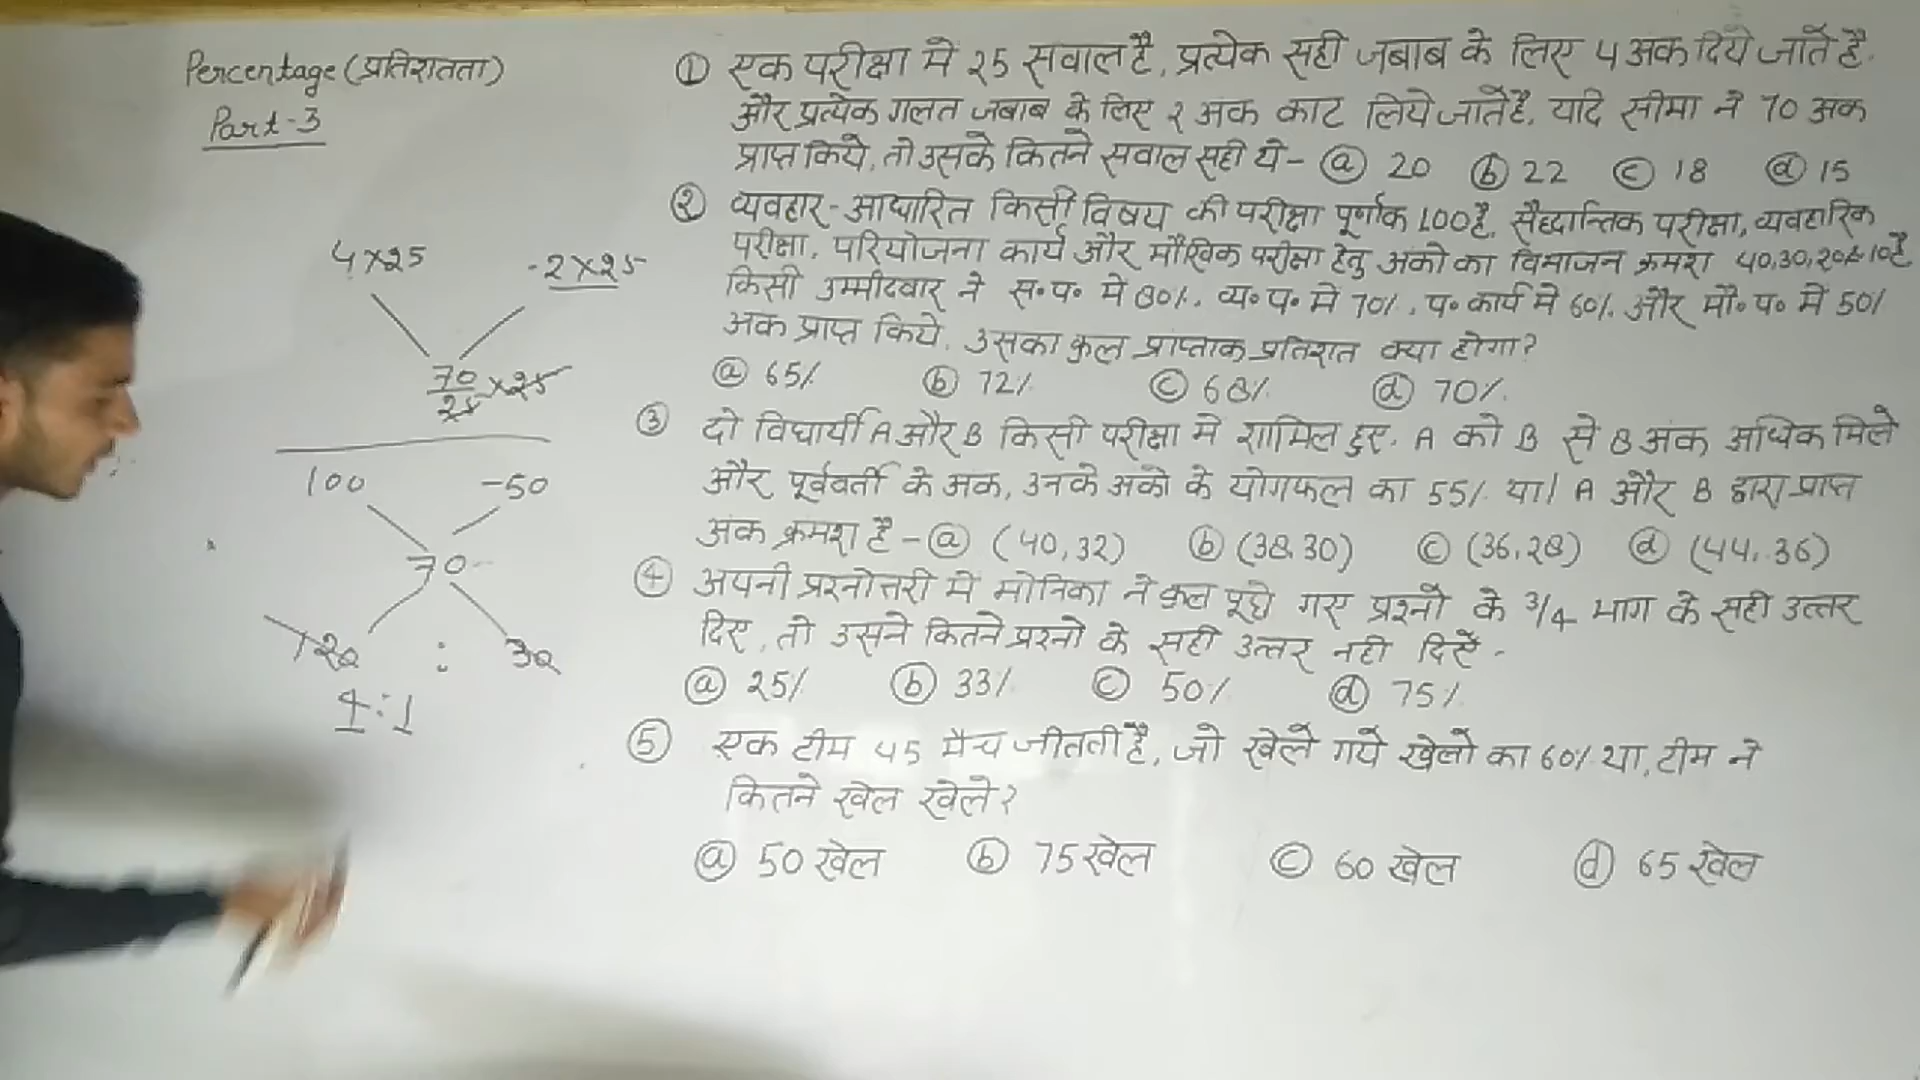 Percentage (प्रतिशतता)
Part-3
4×25 -2×25
70/25 ×25
100 -50
70
120 : 30
4:1
① एक परीक्षा मे 25 सवाल है, प्रत्येक सही जबाब के लिए 4 अंक दिये जाते है.
और प्रत्येक गलत जबाब के लिए 2 अंक काट लिये जाते है, यदि सीमा ने 70 अंक
प्राप्त किये, तो उसके कितने सवाल सही थे- ⓐ 20 ⓑ 22 ⓒ 18 ⓓ 15
② व्यवहार-आधारित किसी विषय की परीक्षा पूर्णांक 100 है, सैद्धान्तिक परीक्षा, व्यवहारिक
परीक्षा, परियोजना कार्य और मौखिक परीक्षा हेतु अंको का विभाजन क्रमश 40,30,20 & 10 है
किसी उम्मीदवार ने स॰प॰ मे 80%, व्य॰प॰ मे 70%, प॰ कार्य मे 60% और मौ॰प॰ मे 50%
अंक प्राप्त किये, उसका कुल प्राप्ताक प्रतिशत क्या होगा?
ⓐ 65% ⓑ 72% ⓒ 68% ⓓ 70%
③ दो विघार्यी A और B किसी परीक्षा मे शामिल हुए, A को B से 8 अंक अधिक मिले
और पूर्ववर्ती के अंक, उनके अंको के योगफल का 55% था। A और B द्वारा प्राप्त
अंक क्रमश है - ⓐ (40,32) ⓑ (38,30) ⓒ (36,28) ⓓ (44,36)
④ अपनी प्रश्नोत्तरी मे मोनिका ने कुल पूछे गए प्रश्नो के 3/4 भाग के सही उत्तर
दिए, तो उसने कितने प्रश्नो के सही उत्तर नही दिऐं -
ⓐ 25% ⓑ 33% ⓒ 50% ⓓ 75%
⑤ एक टीम 45 मैच जीतती है, जो खेले गये खेलो का 60% था, टीम ने
कितने खेल खेले?
ⓐ 50 खेल ⓑ 75 खेल ⓒ 60 खेल ⓓ 65 खेल